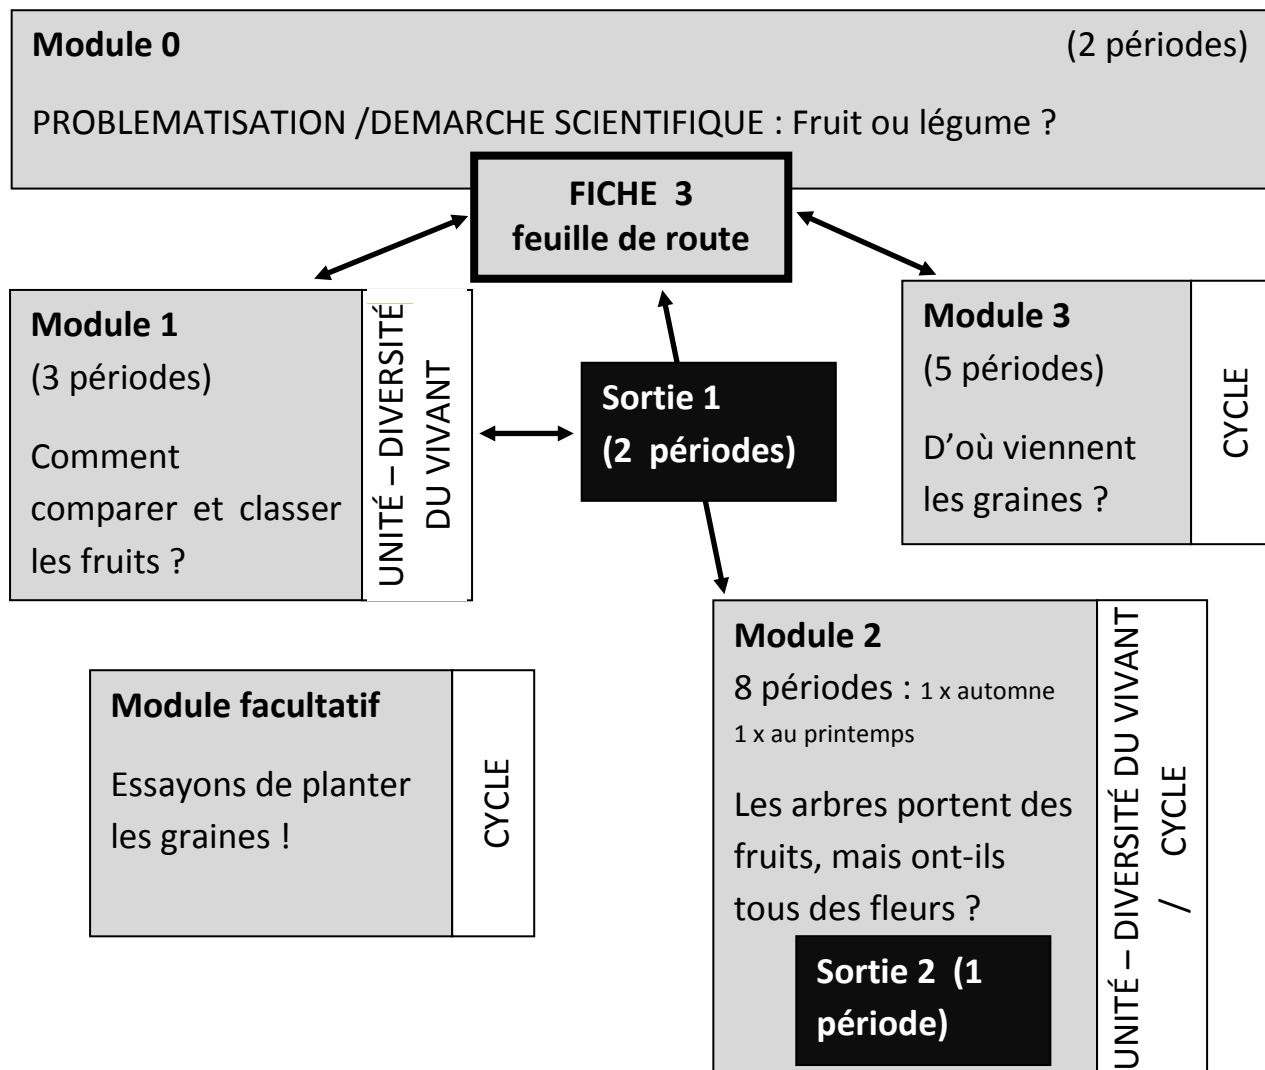 Module 0 (2 périodes)
PROBLEMATISATION /DEMARCHE SCIENTIFIQUE : Fruit ou légume ?
FICHE 3
feuille de route
Module 1
(3 périodes)
Comment
comparer et classer
les fruits ?
UNITÉ – DIVERSITÉ
DU VIVANT
Sortie 1
(2 périodes)
Module 3
(5 périodes)
D’où viennent
les graines ?
CYCLE
Module facultatif
Essayons de planter
les graines !
CYCLE
Module 2
8 périodes : 1 x automne
1 x au printemps
Les arbres portent des
fruits, mais ont-ils
tous des fleurs ?
Sortie 2 (1
période)
UNITÉ – DIVERSITÉ DU VIVANT
/ CYCLE